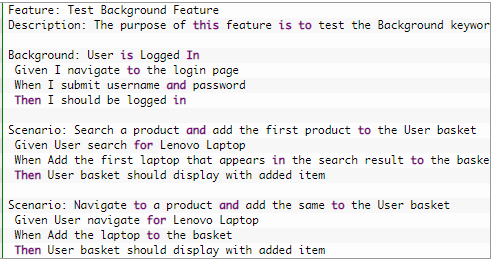 Feature: Test Background Feature
Description: The purpose of this feature is to test the Background
Background: User is Logged In
Given I navigate to the login page
When I submit username and password
Then I should be logged in
Scenario: Search a product and add the first product to the User basket
Given User search for Lenovo Laptop
When Add the first laptop that appears in the search result to the
Then User basket should display with added item
Scenario: Navigate to a product and add the same to the User basket
Given User navigate for Lenovo Laptop
When Add the laptop to the basket
Then User basket should display with added item